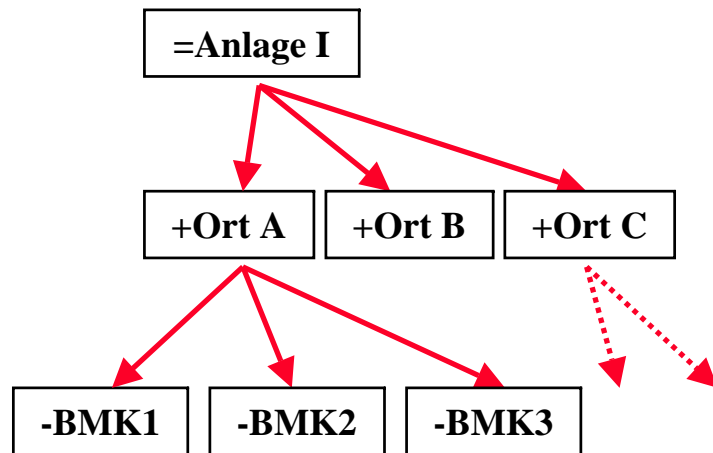 =Anlage I
+Ort A
+Ort B
+Ort C
-BMK1
-BMK2
-BMK3